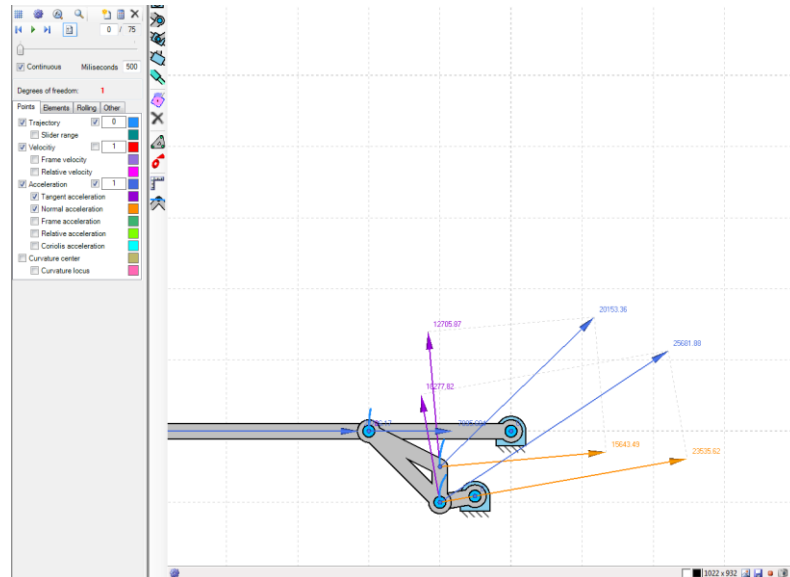 0 / 75
Continuous Miliseconds 500
Degrees of freedom: 1
Points Elements Rolling Other
Trajectory 0
Slider range
Velocitiy 1
Frame velocity
Relative velocity
Acceleration 1
Tangent acceleration
Normal acceleration
Frame acceleration
Relative acceleration
Coriolis acceleration
Curvature center
Curvature locus
20153.36
12705.87
25681.88
10277.82
15643.49
23535.62
1022 x 932